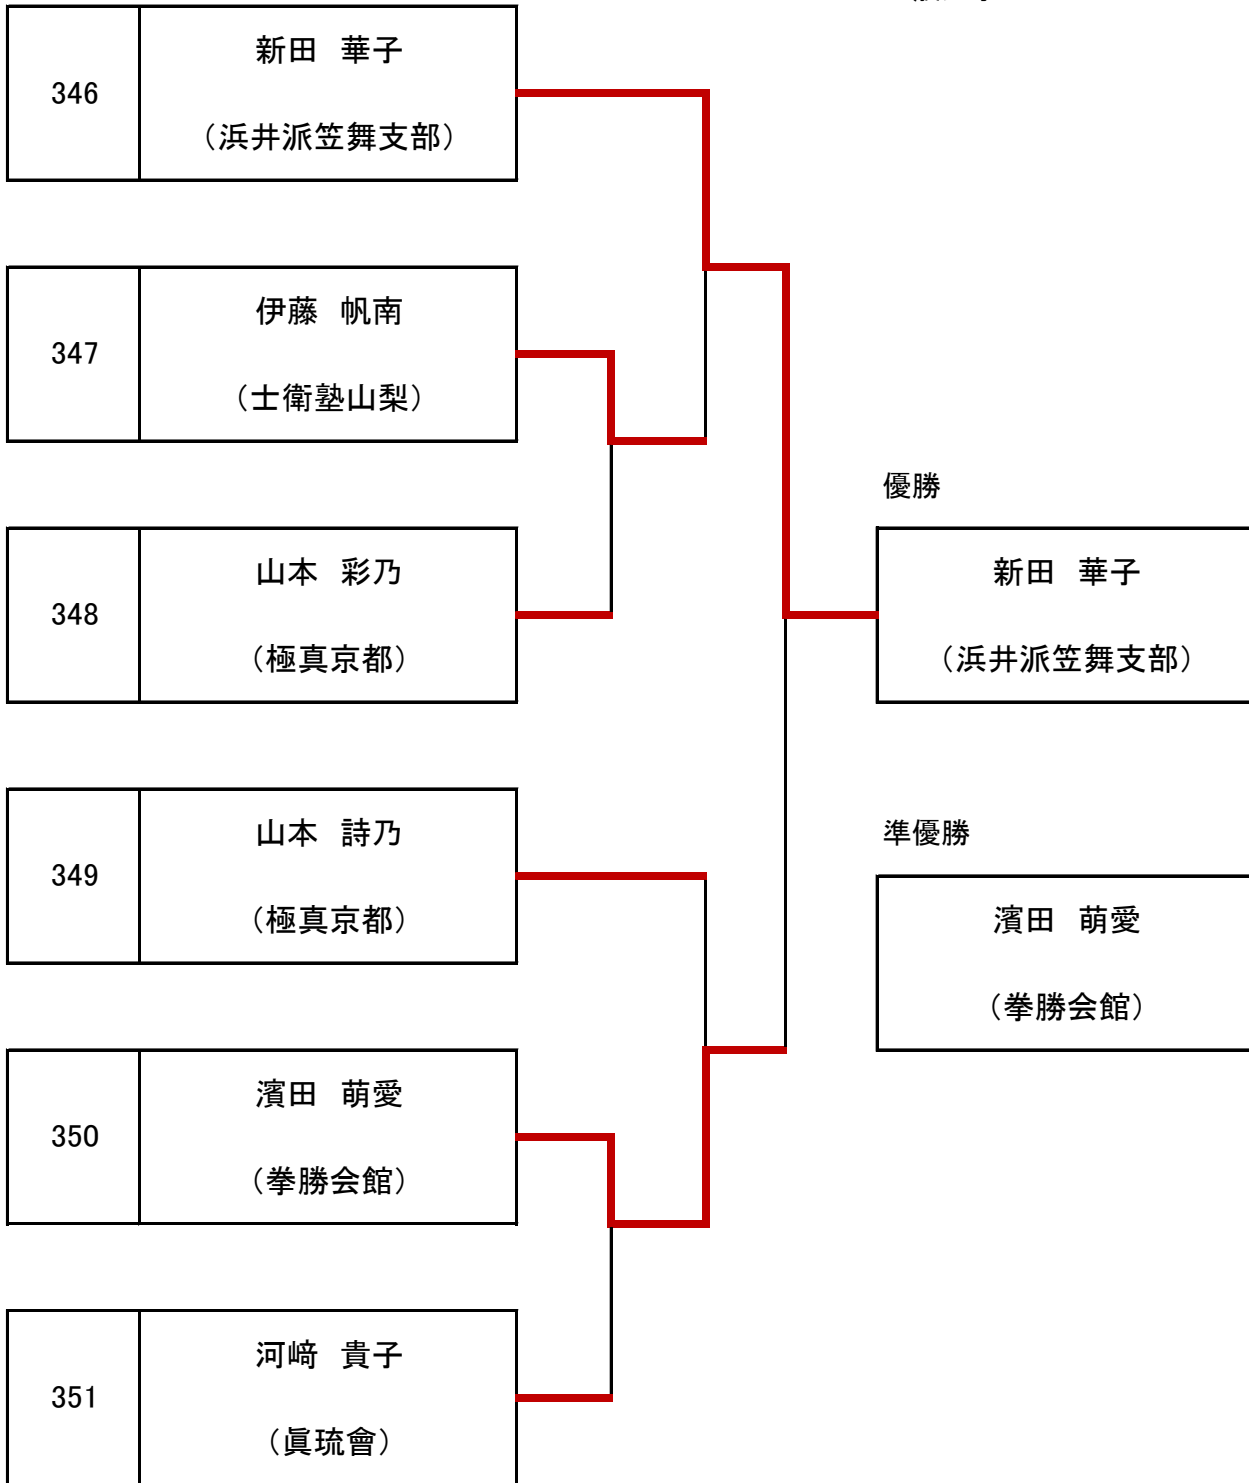 346
新田　華子
（浜井派笠舞支部）
347
伊藤　帆南
（士衛塾山梨）
348
山本　彩乃
（極真京都）
349
山本　詩乃
（極真京都）
350
濱田　萌愛
（拳勝会館）
351
河﨑　貴子
（眞琉會）
優勝
新田　華子
（浜井派笠舞支部）
準優勝
濱田　萌愛
（拳勝会館）